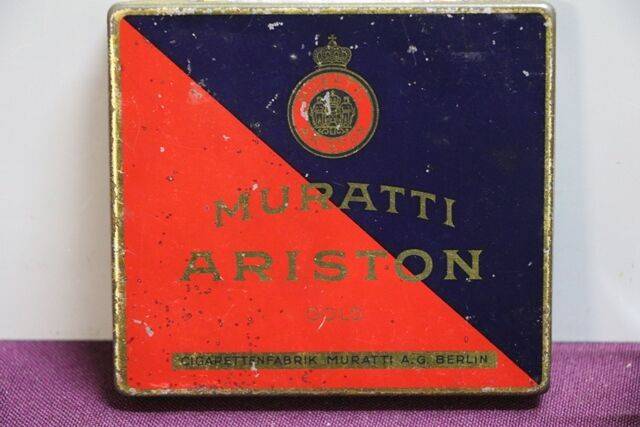 MURATTI
ARISTON
GOLD
CIGARETTENFABRIK MURATTI A.G. BERLIN